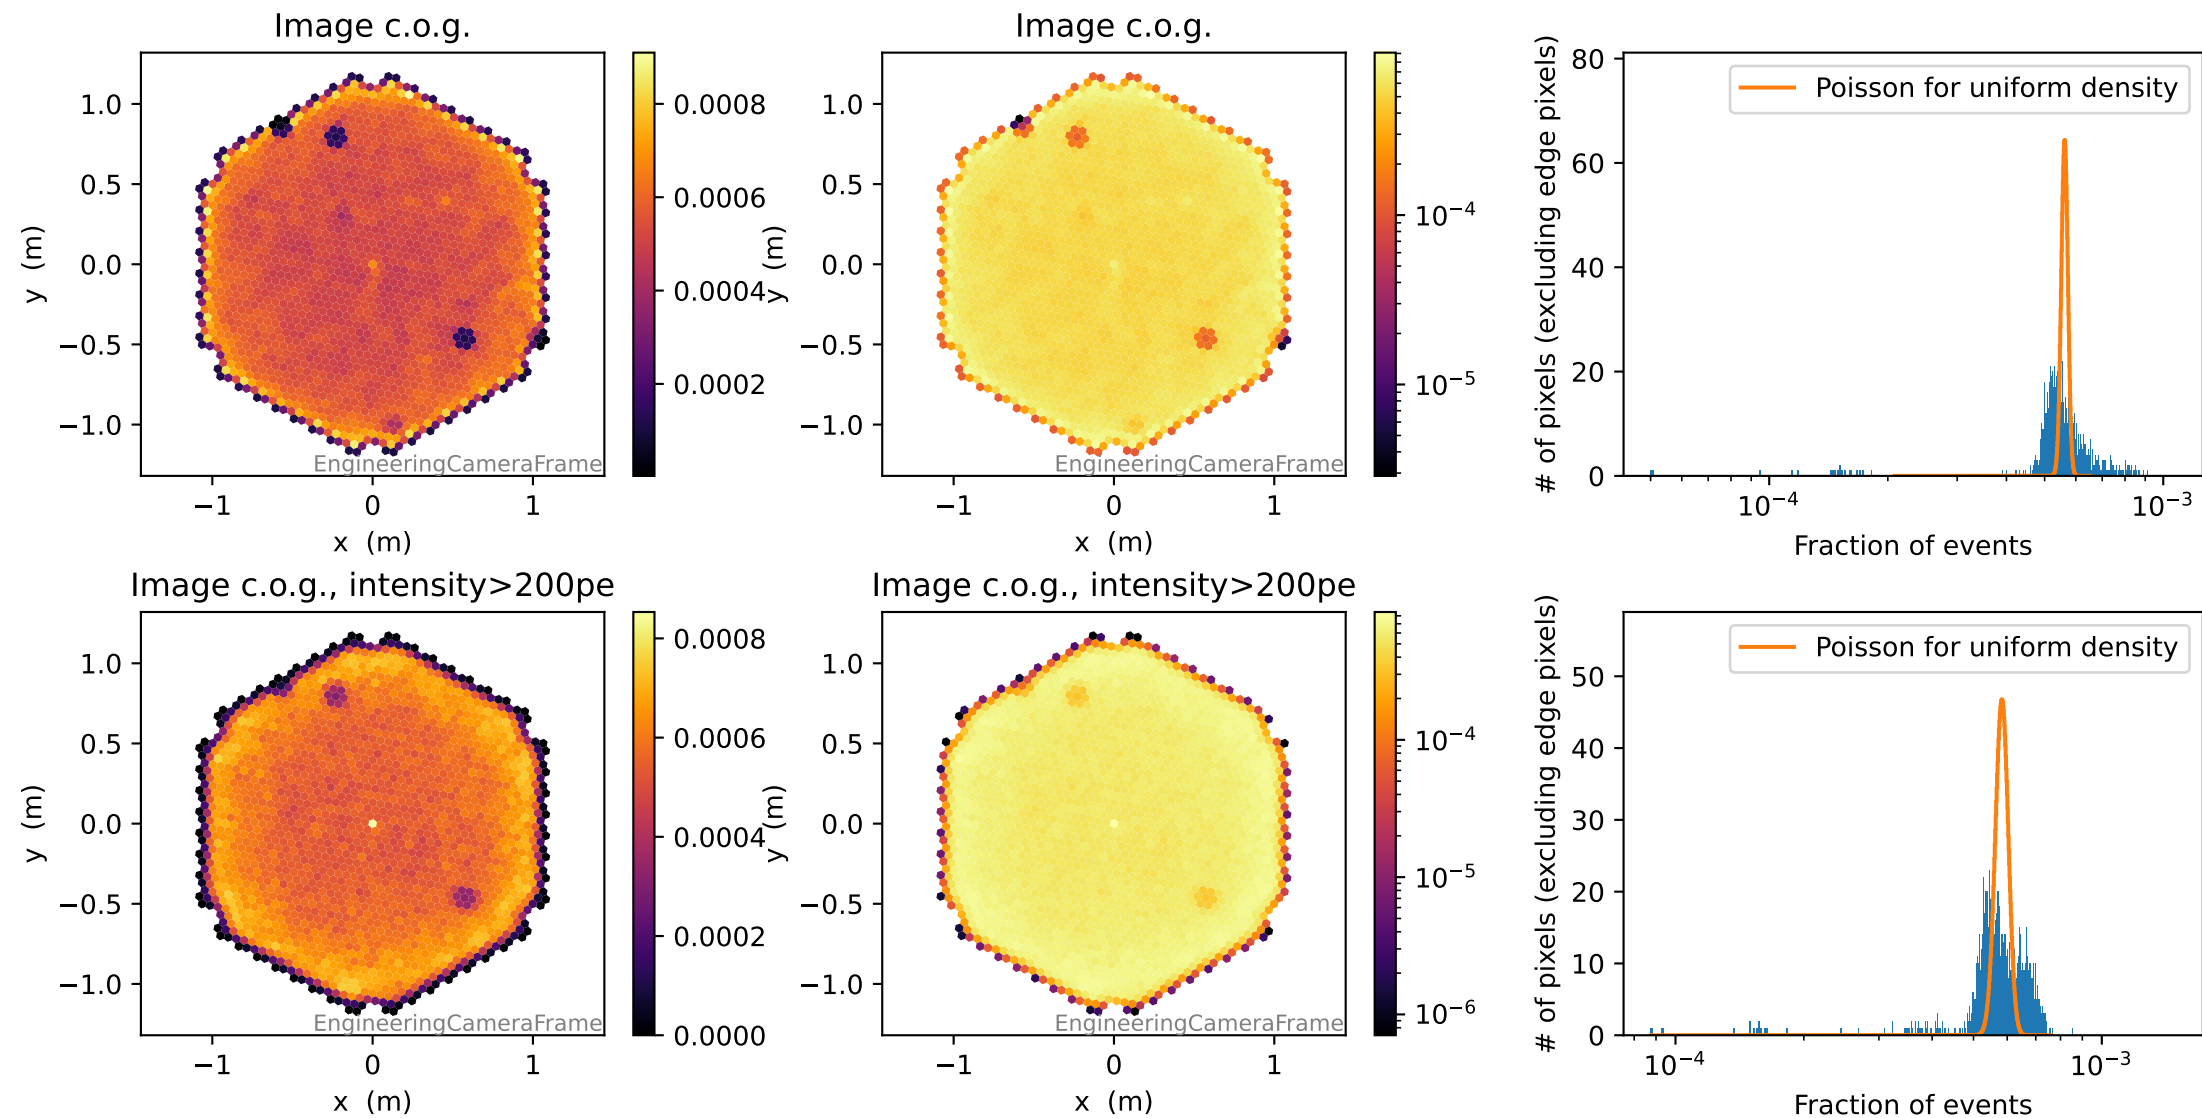 Image c.o.g.
1.0
0.5
0.0
−0.5
−1.0
y (m)
−1
0
1
x (m)
EngineeringCameraFrame
0.0008
0.0006
0.0004
0.0002
Image c.o.g.
1.0
0.5
0.0
−0.5
−1.0
y (m)
−1
0
1
x (m)
EngineeringCameraFrame
10⁻⁴
10⁻⁵
# of pixels (excluding edge pixels)
80
60
40
20
0
Poisson for uniform density
10⁻⁴
10⁻³
Fraction of events
Image c.o.g., intensity>200pe
1.0
0.5
0.0
−0.5
−1.0
y (m)
−1
0
1
x (m)
EngineeringCameraFrame
0.0008
0.0006
0.0004
0.0002
0.0000
Image c.o.g., intensity>200pe
1.0
0.5
0.0
−0.5
−1.0
y (m)
−1
0
1
x (m)
EngineeringCameraFrame
10⁻⁴
10⁻⁵
10⁻⁶
# of pixels (excluding edge pixels)
50
40
30
20
10
0
Poisson for uniform density
10⁻⁴
10⁻³
Fraction of events